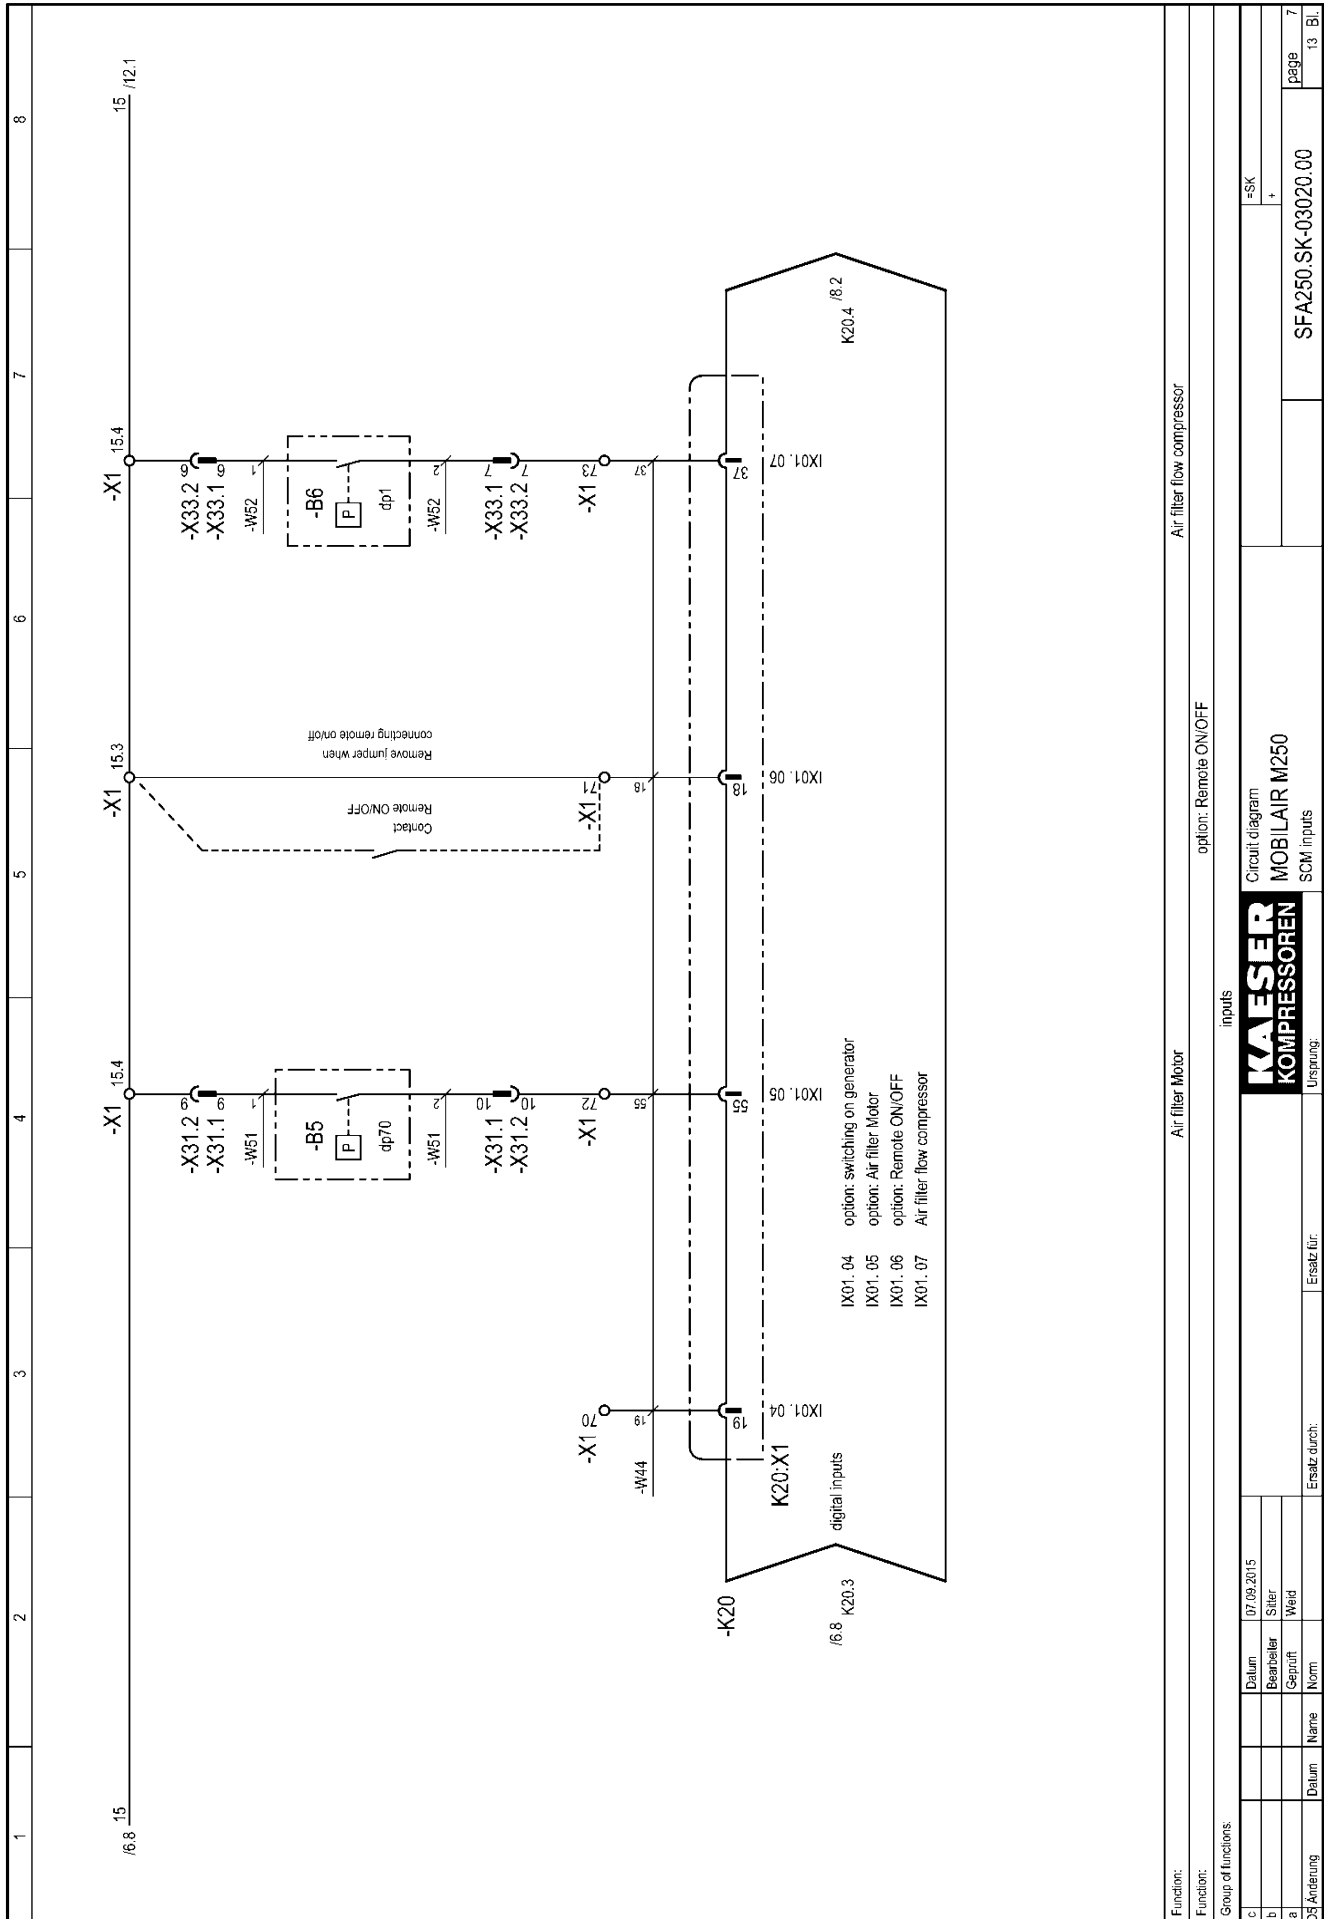 1 2 3 4 5 6 7 8
/6.8 15
15 /12.1
-X1 15.4
-X1 15.3
-X1 15.4
-X31.2 9
-X31.1 9
-W51 1
-B5
P
dp70
-W51 2
-X31.1 10
-X31.2 10
-X1 72
55
55
IX01. 05
Contact
Remote ON/OFF
Remove jumper when
connecting remote on/off
-X1 71
18
18
IX01. 06
-X33.2 6
-X33.1 6
-W52 1
-B6
P
dp1
-W52 2
-X33.1 7
-X33.2 7
-X1 73
37
37
IX01. 07
-X1 70
-W44 19
19
IX01. 04
K20:X1
-K20
/6.8 K20.3
digital inputs
K20.4 /8.2
IX01. 04 option: switching on generator
IX01. 05 option: Air filter Motor
IX01. 06 option: Remote ON/OFF
IX01. 07 Air filter flow compressor
Function: Air filter Motor Air filter flow compressor
Function: option: Remote ON/OFF
Group of functions: inputs
c Datum 07.09.2015
b Bearbeiter Sitter
a Geprüft Weid
05 Änderung Datum Name Norm
Ersatz durch:
Ersatz für:
Ursprung:
KAESER
KOMPRESSOREN
Circuit diagram
MOBILAIR M250
SCM inputs
=SK
+
SFA250.SK-03020.00
page 7
13 Bl.